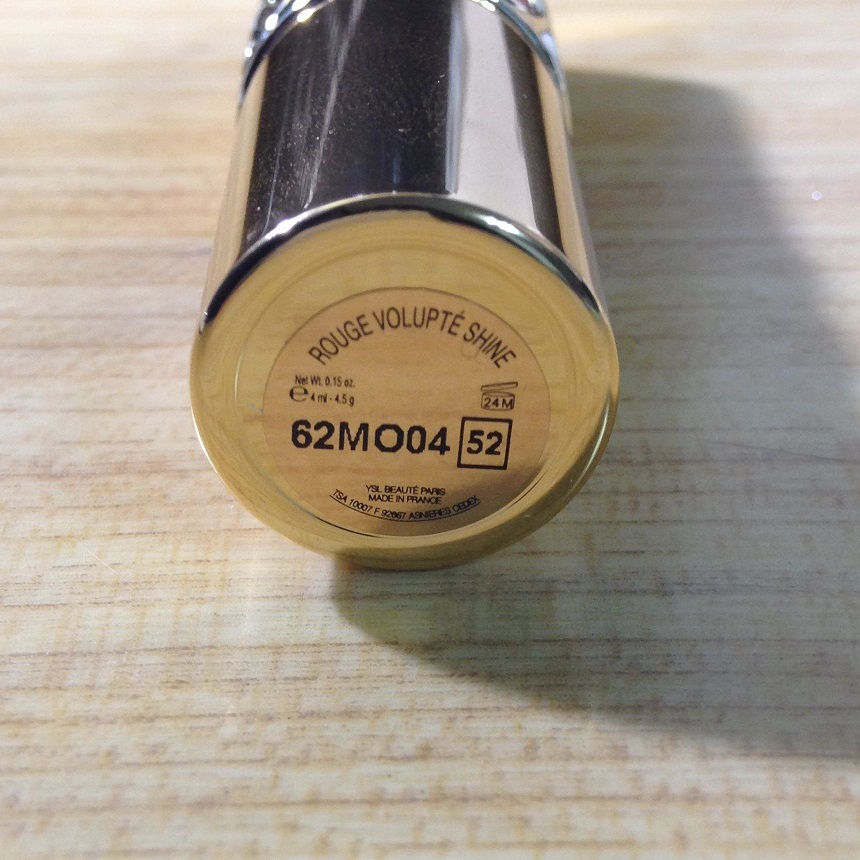 ROUGE VOLUPTÉ SHINE
Net Wt. 0.15 oz.
℮ 4 ml - 4.5 g
24 M
62MO04 52
YSL BEAUTÉ PARIS
MADE IN FRANCE
TSA 10007 F 92667 ASNIERES CEDEX